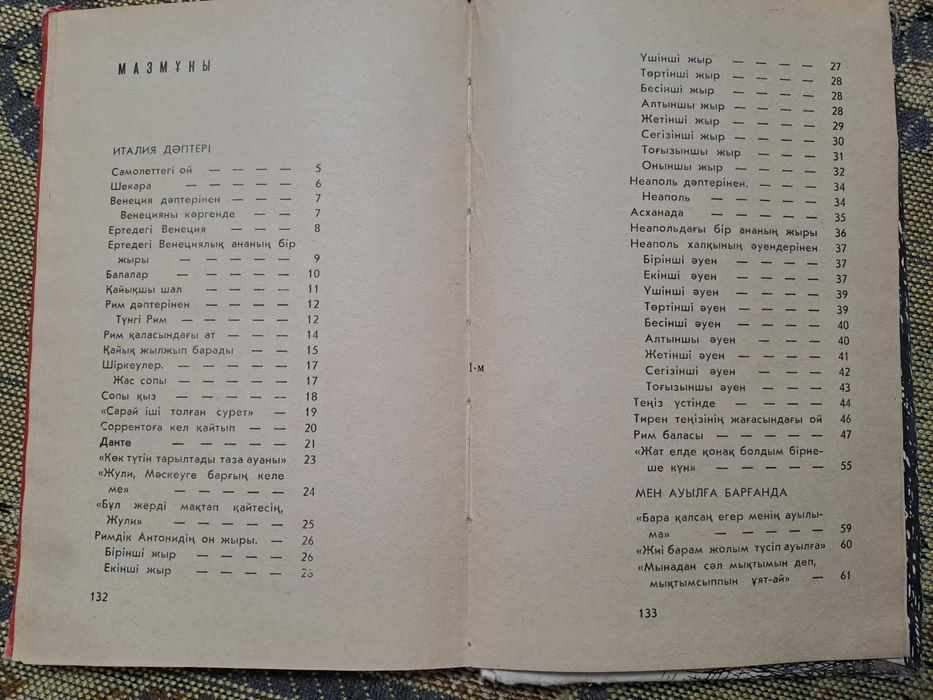 МАЗМҰНЫ
ИТАЛИЯ ДӘПТЕРІ
Самолеттегі ой — — — — 5
Шекара — — — — 6
Венеция дәптерінен — — — 7
Венецияны көргенде — — 7
Ертедегі Венеция — — — 8
Ертедегі Венециялық ананың бір
жыры — — — — 9
Балалар — — — — 10
Қайықшы шал — — — — 11
Рим дәптерінен — — — — 12
Түнгі Рим — — — — 12
Рим қаласындағы ат — — — 14
Қайық жылжып барады — — 15
Шіркеулер. — — — — — 17
Жас сопы — — — — 17
Сопы қыз — — — — — 18
«Сарай іші толған сурет» — — 19
Соррентоға кел қайтып — — 20
Данте — — — — — 21
«Көк түтін тарылтады таза ауаны» 23
«Жули, Мәскеуге барғың келе
ме» — — — — — 24
«Бұл жерді мақтап қайтесің,
Жули» — — — — — 25
Римдік Антонидің он жыры. — 26
Бірінші жыр — — — — 26
Екінші жыр — — — — 26
132
Үшінші жыр — — — — 27
Төртінші жыр — — — — 28
Бесінші жыр — — — — 28
Алтыншы жыр — — — — 28
Жетінші жыр — — — — 29
Сегізінші жыр — — — — 30
Тоғызыншы жыр — — — 31
Оныншы жыр — — — — 32
Неаполь дәптерінен. — — — 34
Неаполь — — — — 34
Асханада — — — — — 35
Неапольдағы бір ананың жыры 36
Неаполь халқының әуендерінен 37
Бірінші әуен — — — — 37
Екінші әуен — — — — 37
Үшінші әуен — — — — 39
Төртінші әуен — — — — 39
Бесінші әуен — — — — 40
Алтыншы әуен — — — — 40
Жетінші әуен — — — — 41
Сегізінші әуен — — — — 42
Тоғызыншы әуен — — — 43
Теңіз үстінде — — — — 44
Тирен теңізінің жағасындағы ой 46
Рим баласы — — — — — 47
«Жат елде қонақ болдым бірне-
ше күн» — — — — — 55
1-м
МЕН АУЫЛҒА БАРҒАНДА
«Бара қалсаң егер менің ауылы-
ма» — — — — — 59
«Жиі барам жолым түсіп ауылға» 60
«Мынадан сәл мықтымын деп,
мықтымсыппын ұят-ай» — 61
133